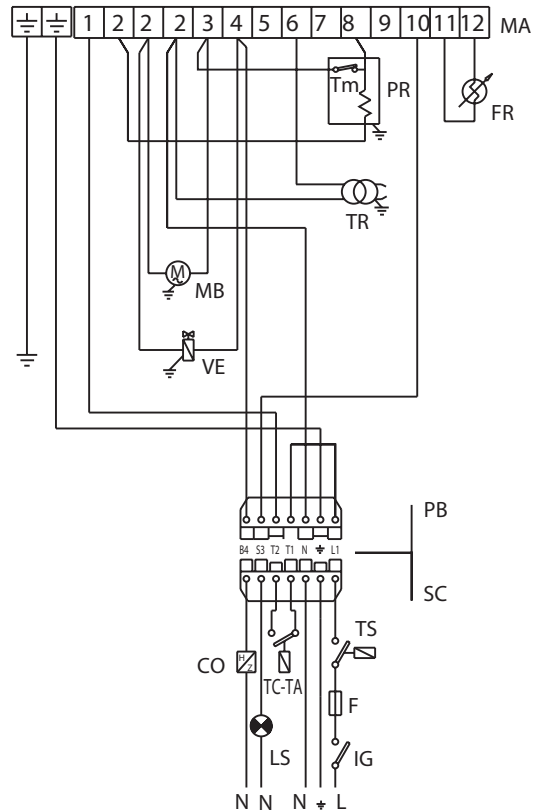 1 2 2 2 3 4 5 6 7 8 9 10 11 12 MA
Tm
PR
FR
TR
M
MB
VE
PB
B4 S3 T2 T1 N L1
SC
TS
H
Z
CO
TC-TA
F
LS
IG
N N N L